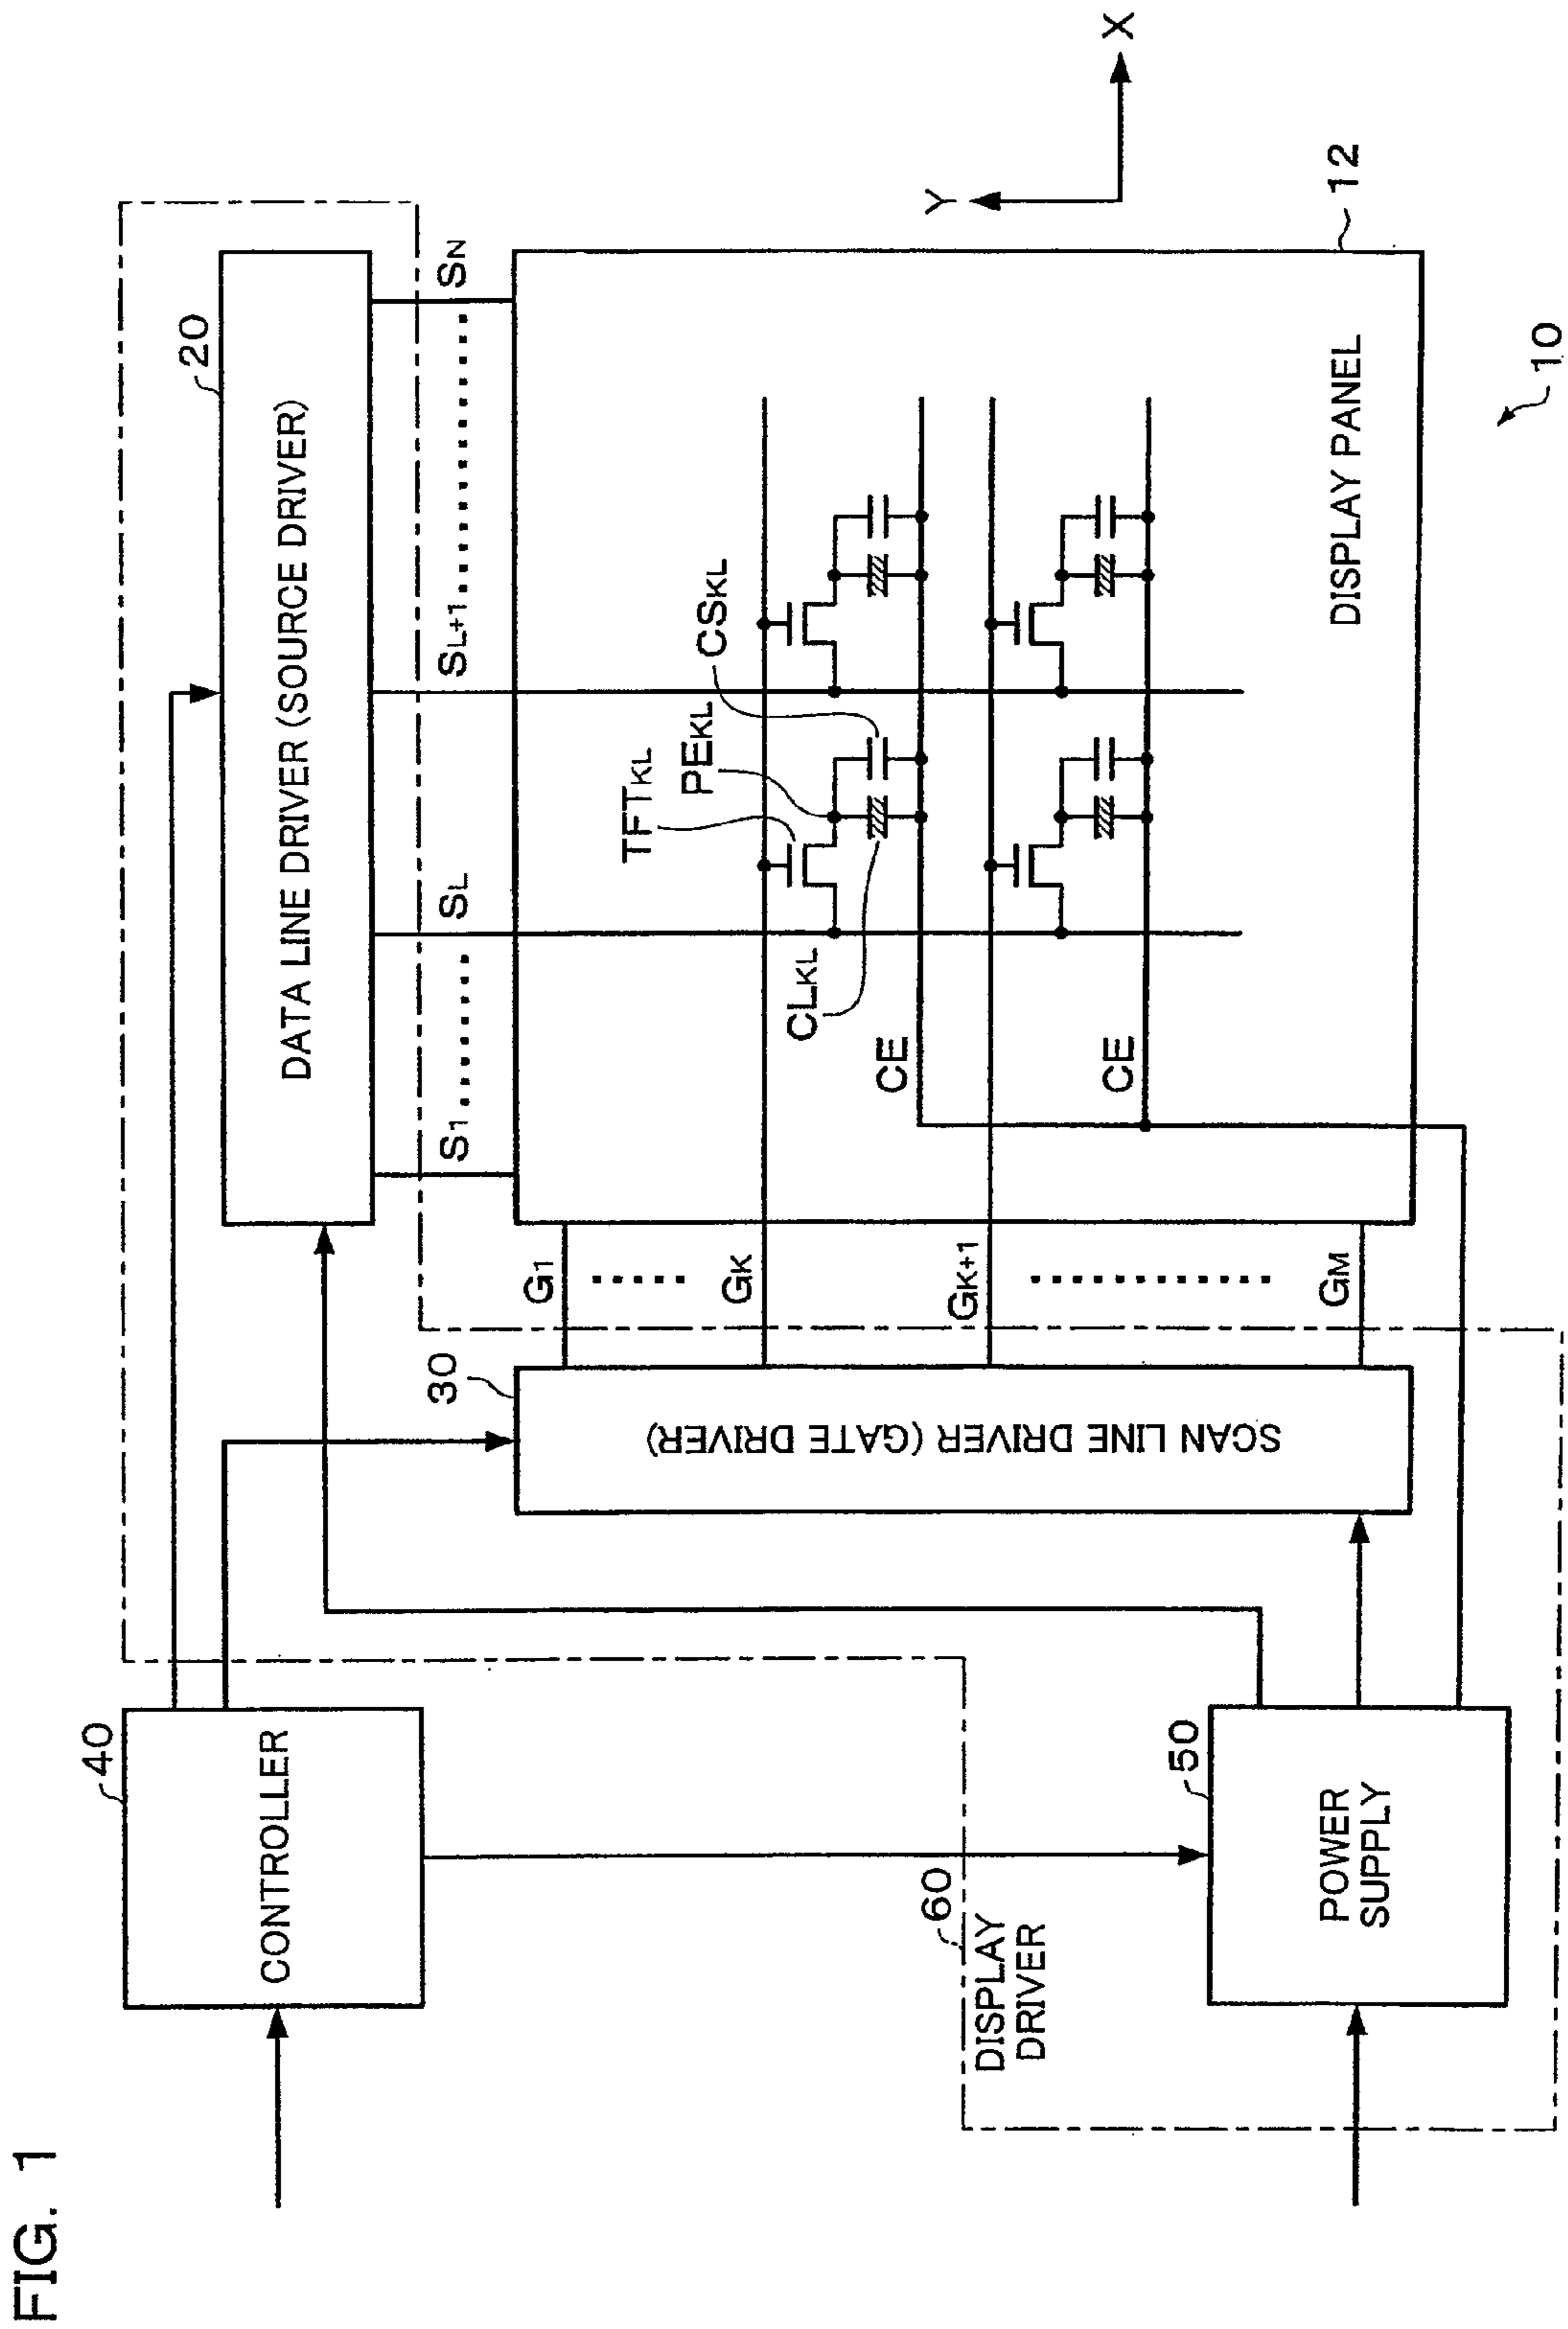 FIG. 1
40
CONTROLLER
20
DATA LINE DRIVER (SOURCE DRIVER)
S1
SL
SL+1
SN
30
SCAN LINE DRIVER (GATE DRIVER)
G1
GK
GK+1
GM
TFTKL
PEKL
CSKL
CLKL
CE
CE
DISPLAY PANEL
12
Y
X
60
DISPLAY
DRIVER
50
POWER
SUPPLY
10